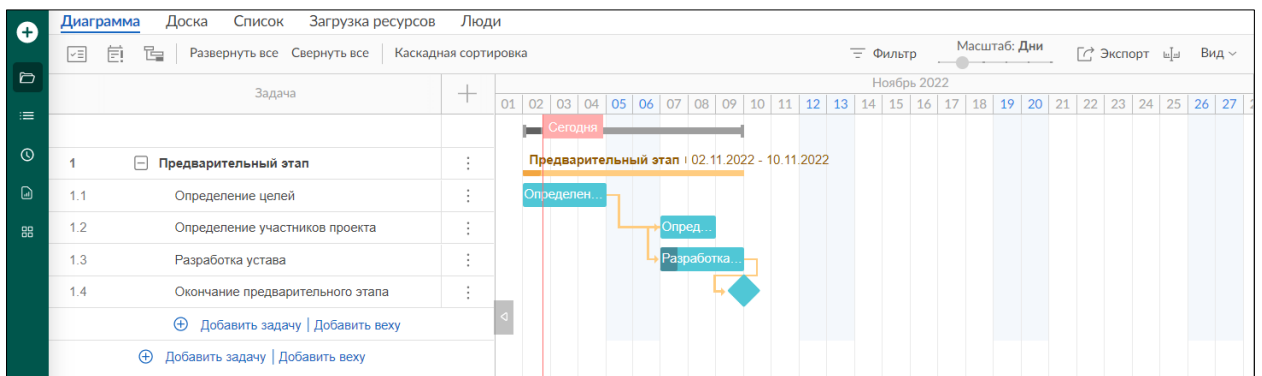 Диаграмма Доска Список Загрузка ресурсов Люди
Развернуть все Свернуть все Каскадная сортировка Фильтр Масштаб: Дни Экспорт Вид
Задача
Ноябрь 2022
01 02 03 04 05 06 07 08 09 10 11 12 13 14 15 16 17 18 19 20 21 22 23 24 25 26 27
Сегодня
1 Предварительный этап Предварительный этап 02.11.2022 - 10.11.2022
1.1 Определение целей Определен...
1.2 Определение участников проекта Опред...
1.3 Разработка устава Разработка...
1.4 Окончание предварительного этапа
Добавить задачу | Добавить веху
Добавить задачу | Добавить веху